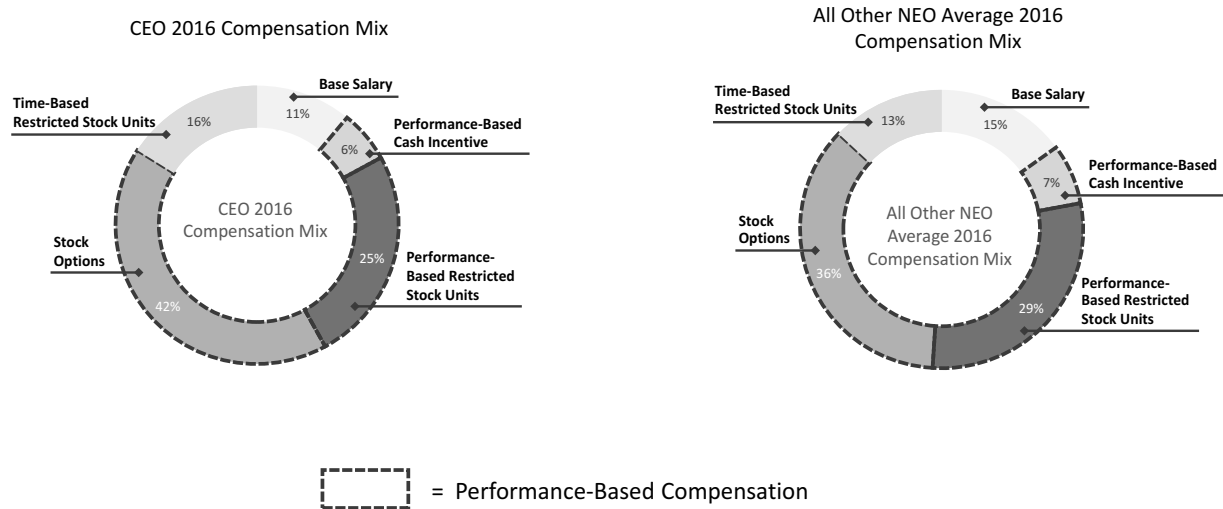 CEO 2016 Compensation Mix
Base Salary
11%
Time-Based
Restricted Stock Units
16%
Performance-Based
Cash Incentive
6%
CEO 2016
Compensation Mix
Stock
Options
42%
25%
Performance-
Based Restricted
Stock Units
All Other NEO Average 2016
Compensation Mix
Base Salary
15%
Time-Based
Restricted Stock Units
13%
Performance-Based
Cash Incentive
7%
All Other NEO
Average 2016
Compensation Mix
Stock
Options
36%
29%
Performance-
Based Restricted
Stock Units
= Performance-Based Compensation